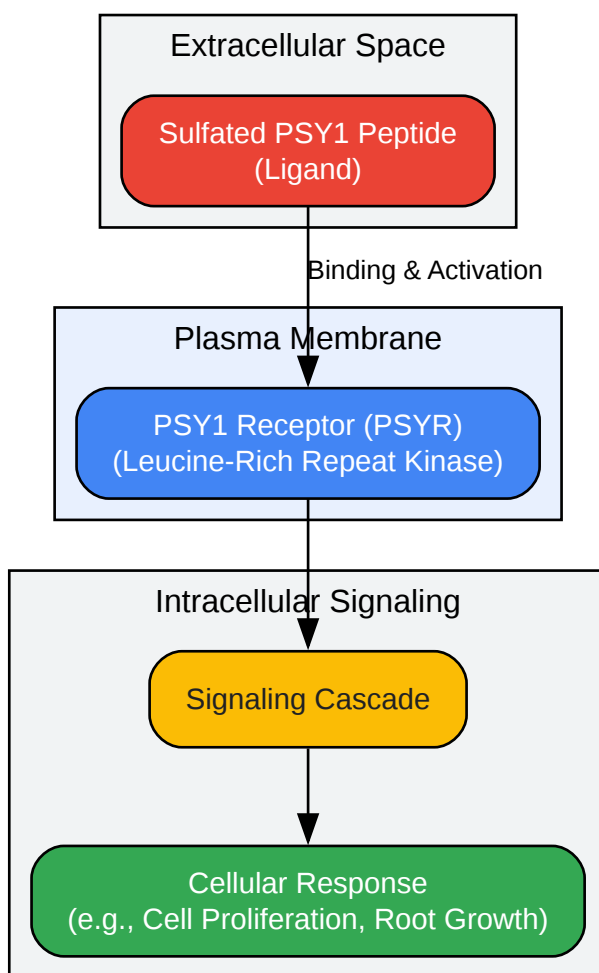 Extracellular Space
Sulfated PSY1 Peptide
(Ligand)
Binding & Activation
Plasma Membrane
PSY1 Receptor (PSYR)
(Leucine-Rich Repeat Kinase)
Intracellular Signaling
Signaling Cascade
Cellular Response
(e.g., Cell Proliferation, Root Growth)